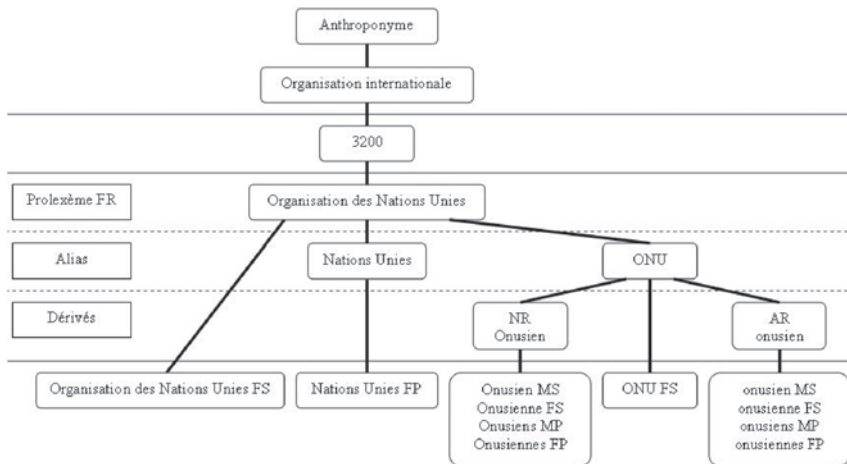 Anthroponyme
Organisation internationale
3200
Prolexème FR
Organisation des Nations Unies
Alias
Nations Unies
ONU
Dérivés
NR
Onusien
AR
onusien
Organisation des Nations Unies FS
Nations Unies FP
Onusien MS
Onusienne FS
Onusiens MP
Onusiennes FP
ONU FS
onusien MS
onusienne FS
onusiens MP
onusiennes FP